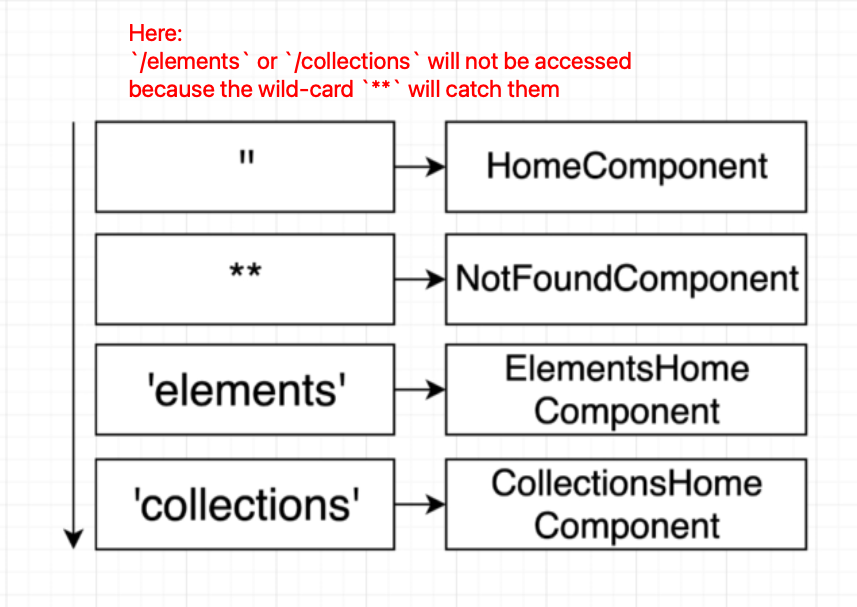 Here:
`/elements` or `/collections` will not be accessed
because the wild-card `**` will catch them
''
HomeComponent
**
NotFoundComponent
'elements'
ElementsHome
Component
'collections'
CollectionsHome
Component